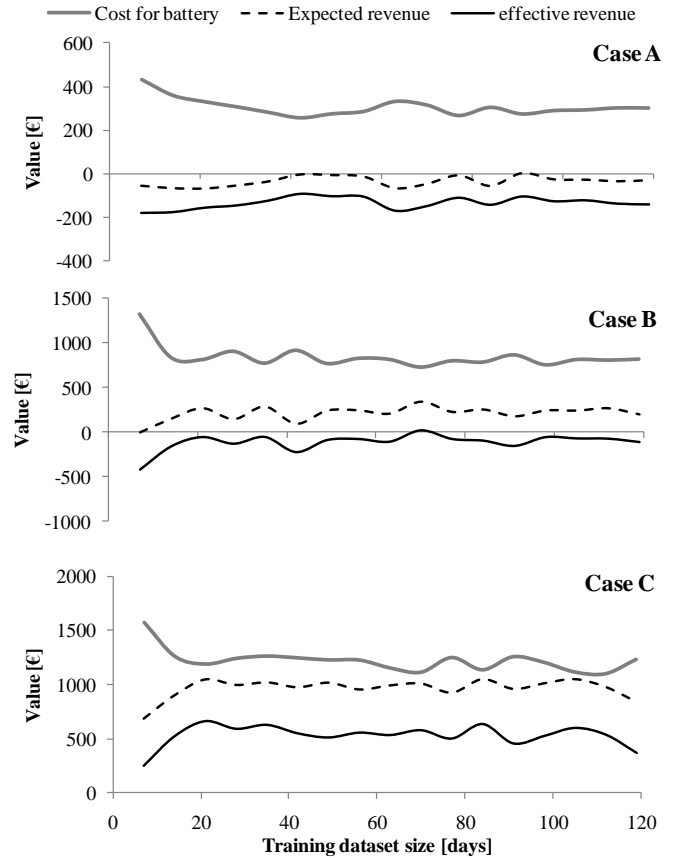 Cost for battery Expected revenue effective revenue
Case A
Value [€]
600
400
200
0
-200
-400
Case B
Value [€]
1500
1000
500
0
-500
-1000
Case C
Value [€]
2000
1500
1000
500
0
0 20 40 60 80 100 120
Training dataset size [days]